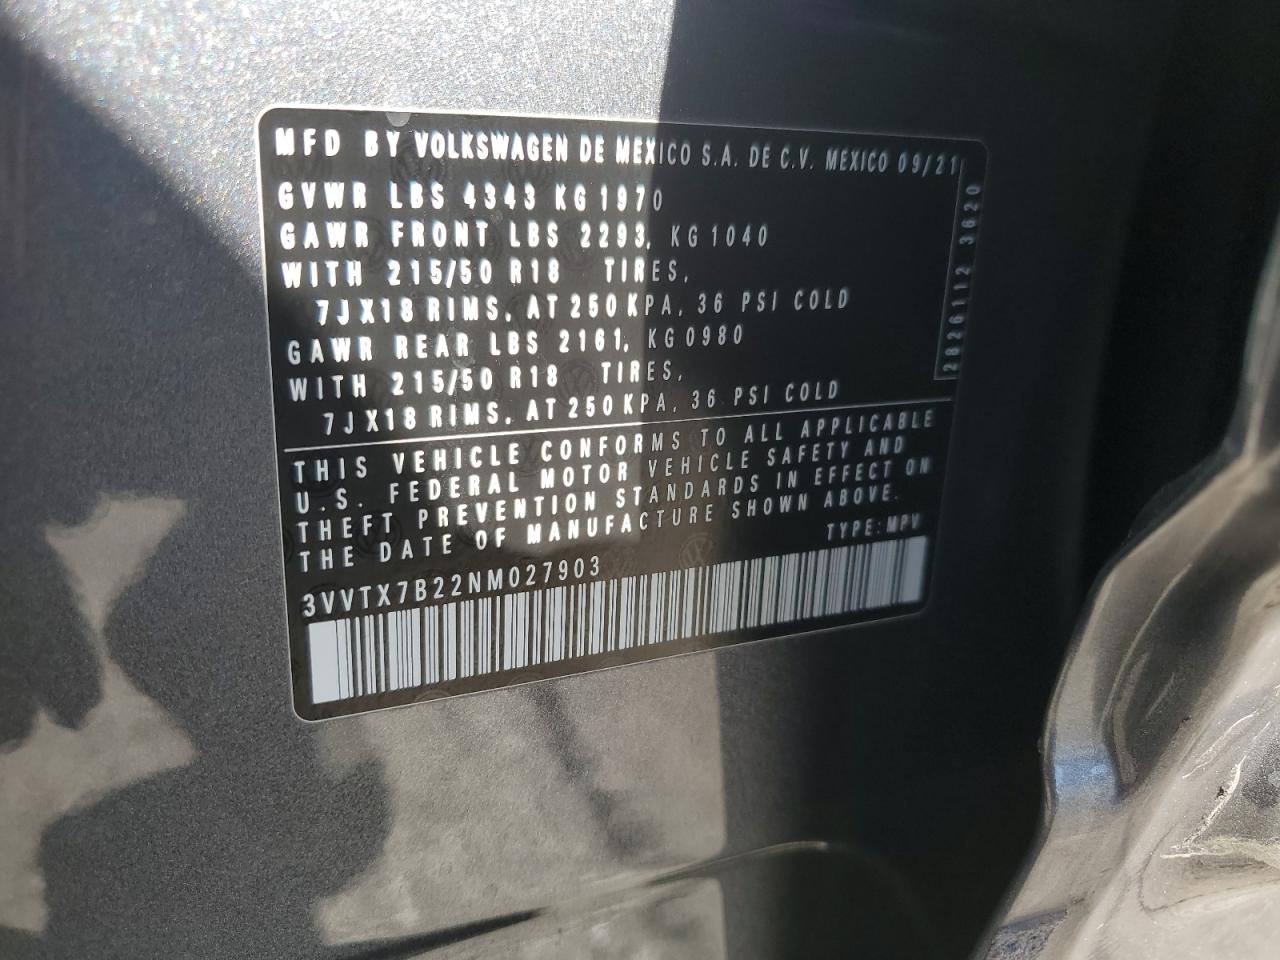 MFD BY VOLKSWAGEN DE MEXICO S.A. DE C.V. MEXICO 09/21
GVWR LBS 4343 KG 1970
GAWR FRONT LBS 2293, KG 1040
WITH 215/50 R18 TIRES,
7JX18 RIMS, AT 250 KPA, 36 PSI COLD
GAWR REAR LBS 2161, KG 0980
WITH 215/50 R18 TIRES,
7JX18 RIMS, AT 250 KPA, 36 PSI COLD
2826112 3620
THIS VEHICLE CONFORMS TO ALL APPLICABLE
U.S. FEDERAL MOTOR VEHICLE SAFETY AND
THEFT PREVENTION STANDARDS IN EFFECT ON
THE DATE OF MANUFACTURE SHOWN ABOVE.
TYPE: MPV
3VVTX7B22NM027903